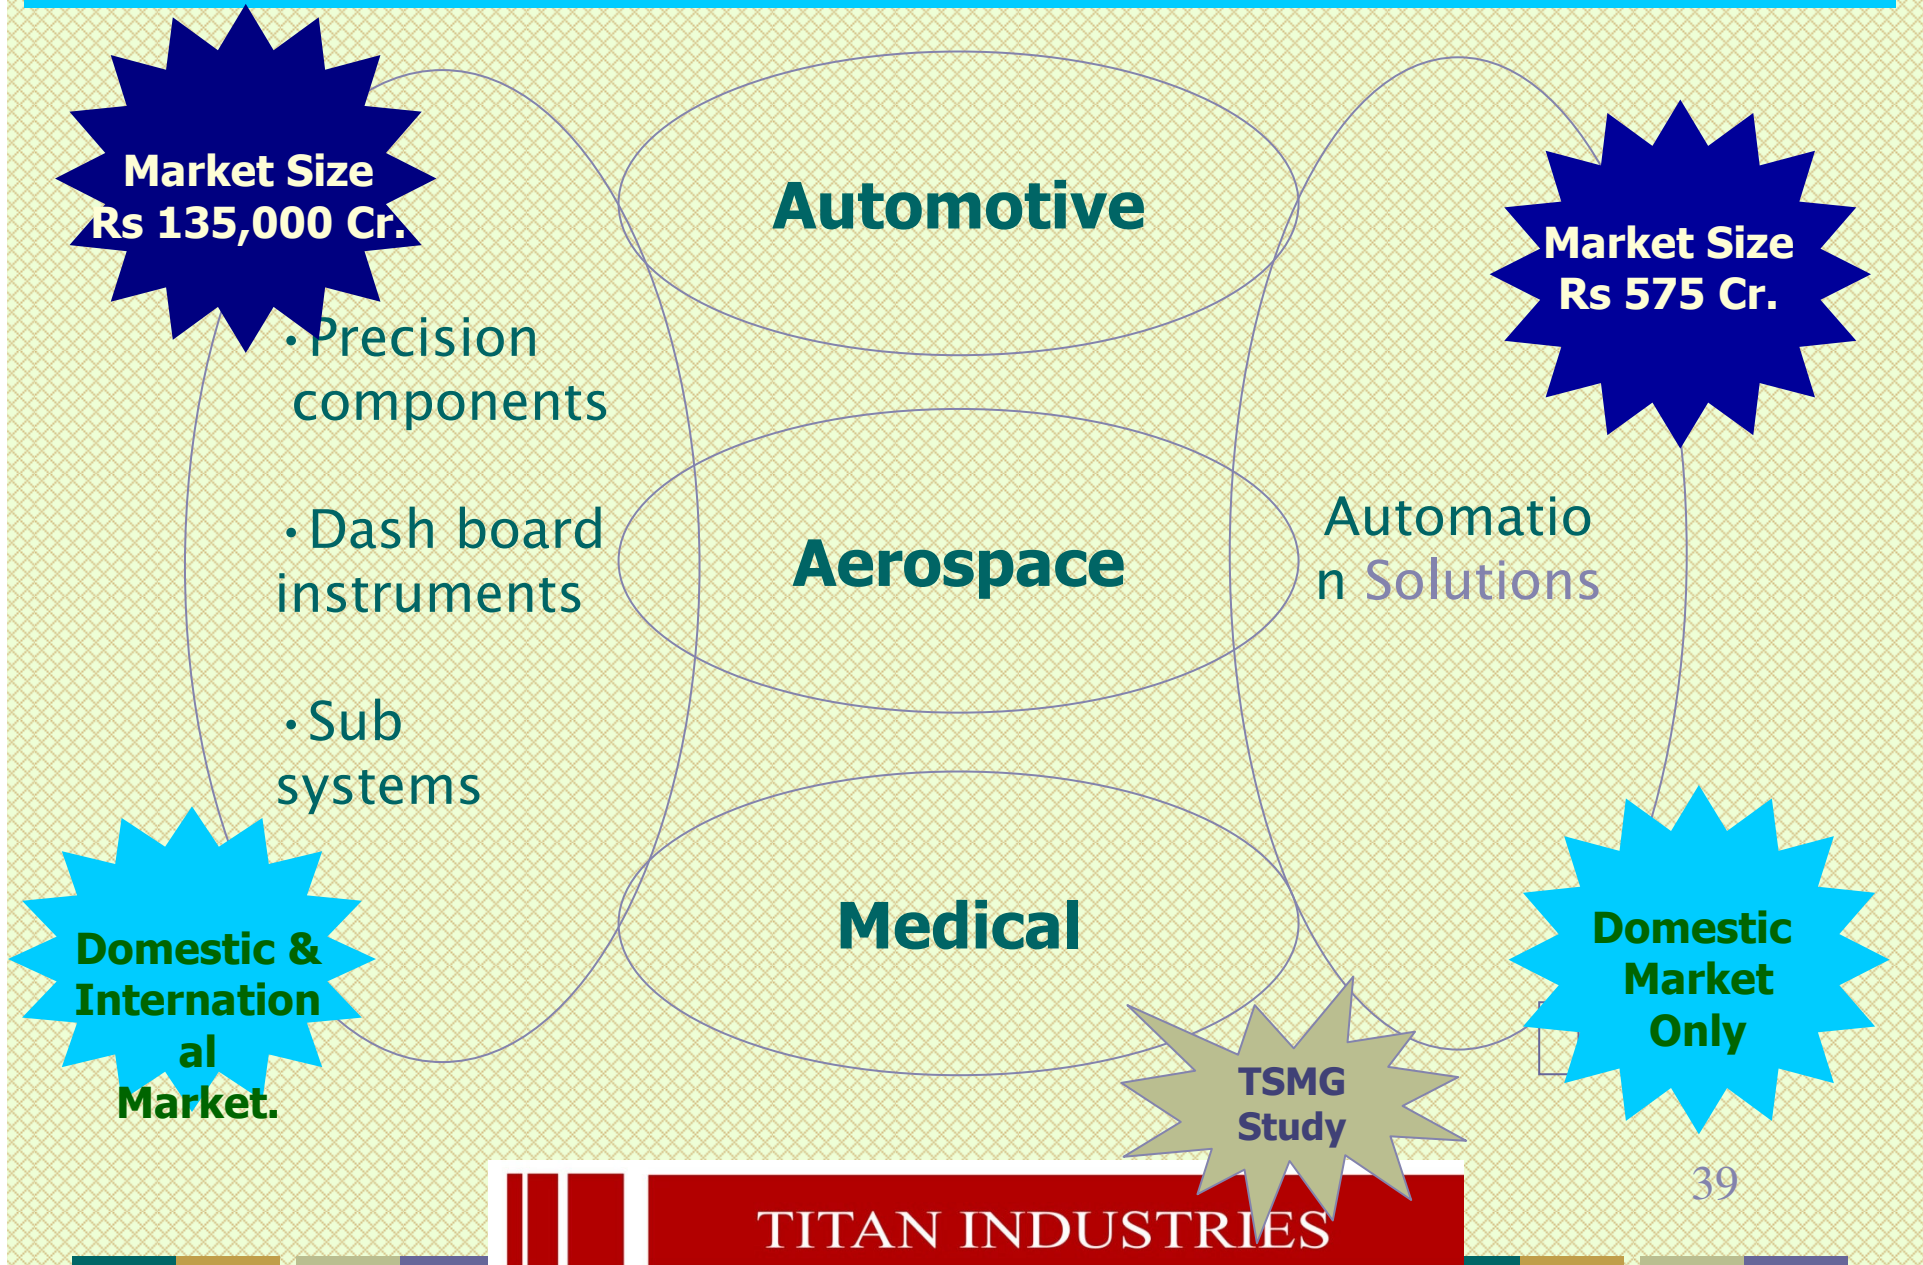 Market Size
Rs 135,000 Cr.
Automotive
Market Size
Rs 575 Cr.
• Precision
components
• Dash board
instruments
• Sub
systems
Aerospace
Automatio
n Solutions
Medical
Domestic &
Internation
al
Market.
Domestic
Market
Only
TSMG
Study
39
TITAN INDUSTRIES